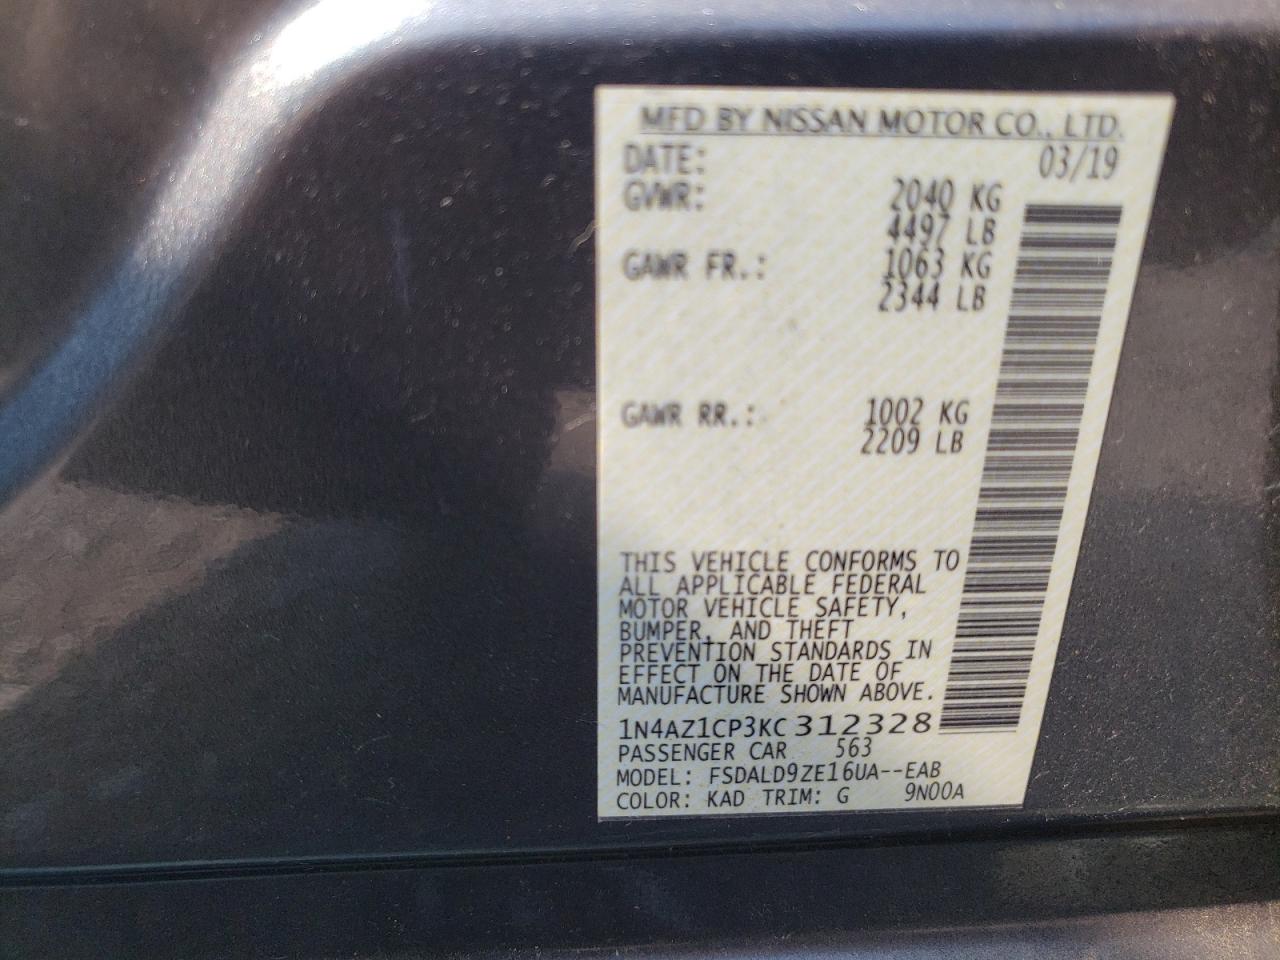 MFD BY NISSAN MOTOR CO., LTD.
DATE: 03/19
GVWR: 2040 KG
4497 LB
GAWR FR.: 1063 KG
2344 LB
GAWR RR.: 1002 KG
2209 LB
THIS VEHICLE CONFORMS TO
ALL APPLICABLE FEDERAL
MOTOR VEHICLE SAFETY,
BUMPER, AND THEFT
PREVENTION STANDARDS IN
EFFECT ON THE DATE OF
MANUFACTURE SHOWN ABOVE.
1N4AZ1CP3KC312328
PASSENGER CAR 563
MODEL: FSDALD9ZE16UA--EAB
COLOR: KAD TRIM: G 9N00A